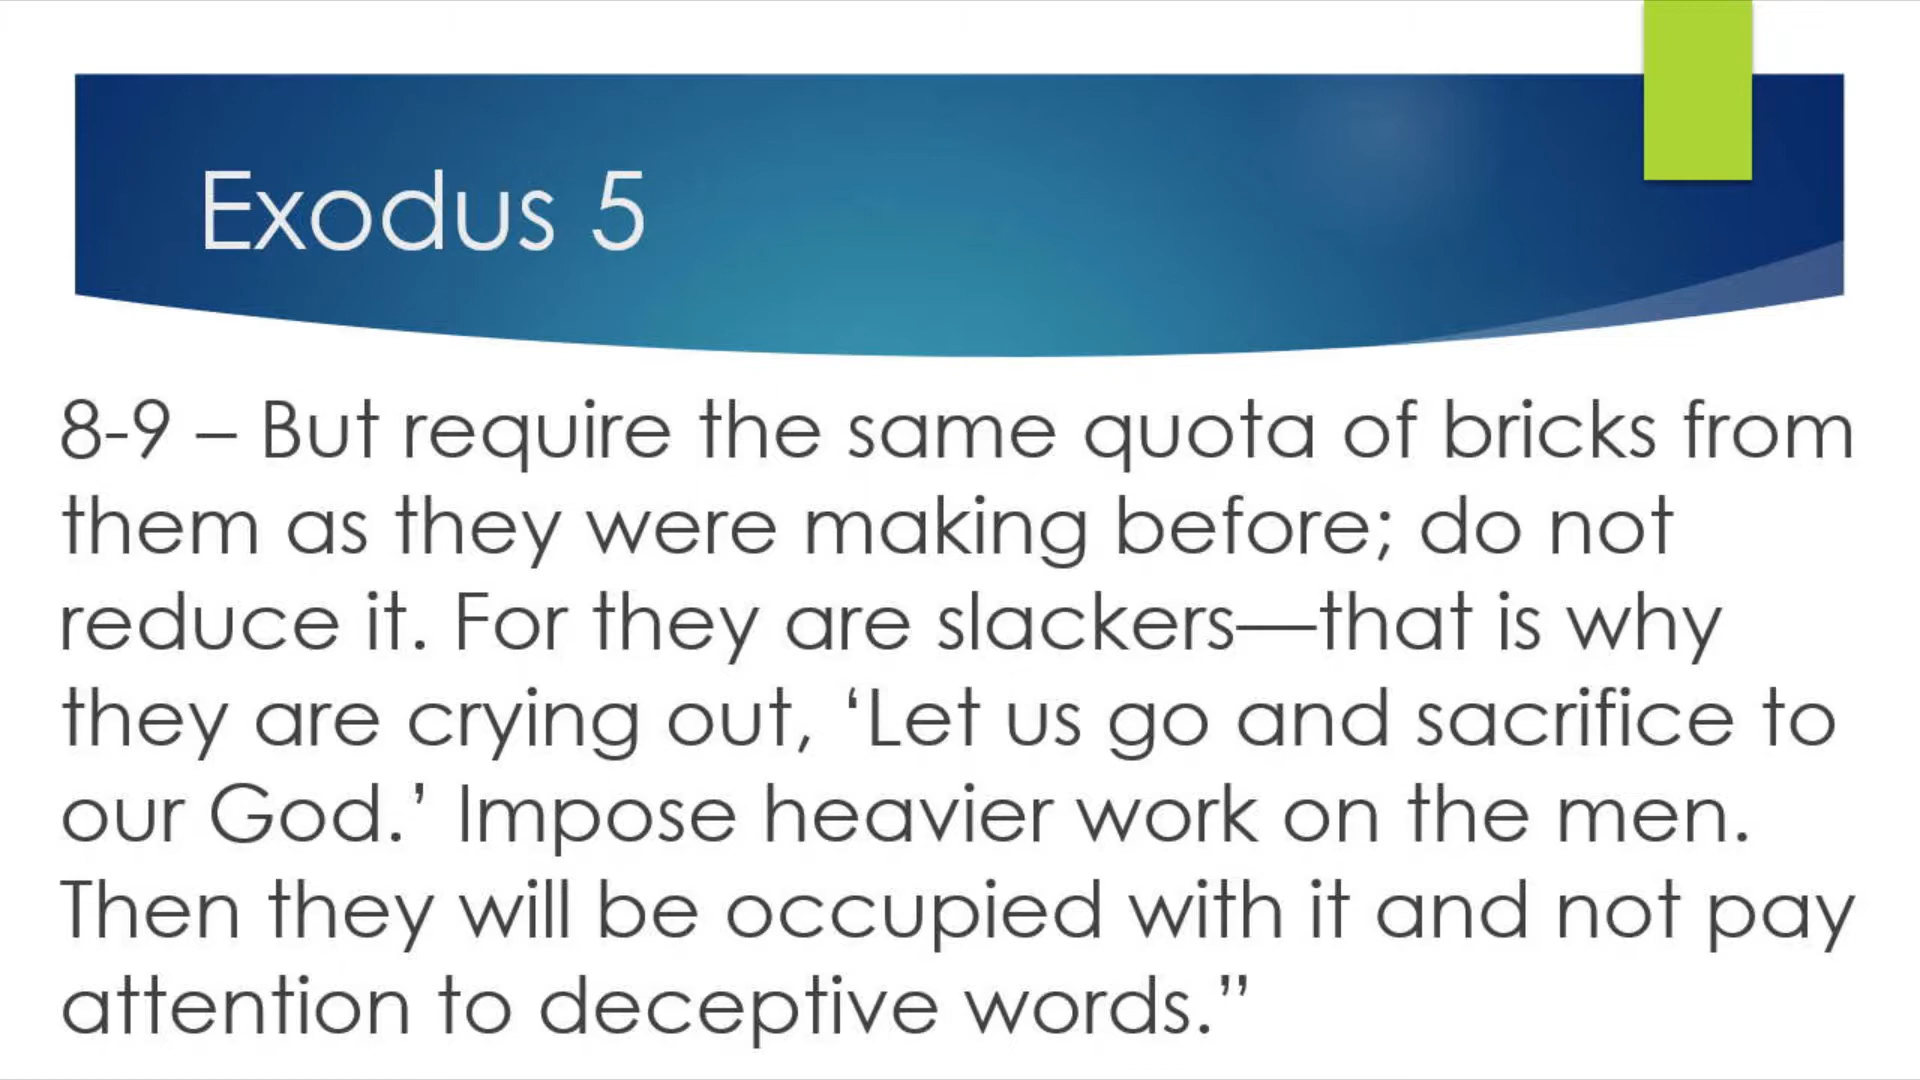 Exodus 5
8-9 – But require the same quota of bricks from
them as they were making before; do not
reduce it. For they are slackers—that is why
they are crying out, ‘Let us go and sacrifice to
our God.’ Impose heavier work on the men.
Then they will be occupied with it and not pay
attention to deceptive words.”